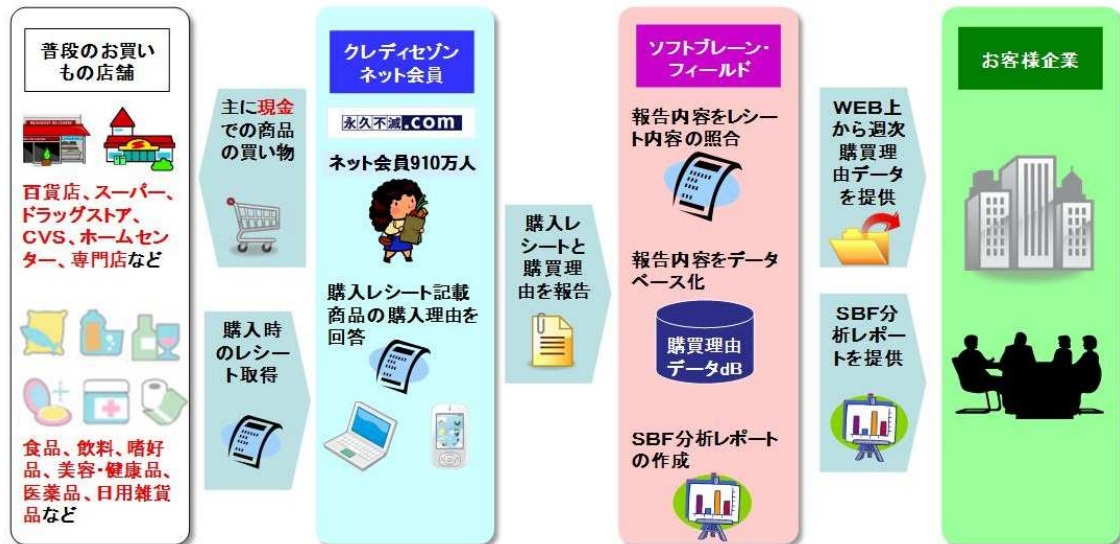 普段のお買い
もの店舗
百貨店、スーパー、
ドラッグストア、
CVS、ホームセン
ター、専門店など
食品、飲料、嗜好
品、美容・健康品、
医薬品、日用雑貨
品など
主に現金
での商品
の買い物
購入時
のレシー
ト取得
クレディセゾン
ネット会員
永久不滅.com
ネット会員910万人
購入レシート記載
商品の購入理由を
回答
購入レ
シートと
購買理
由を報告
ソフトブレーン・
フィールド
報告内容をレシー
ト内容の照合
報告内容をデータ
ベース化
購買理由
データdB
SBF分析レポート
の作成
WEB上
から週次
購買理
由データ
を提供
SBF分
析レポー
トを提供
お客様企業